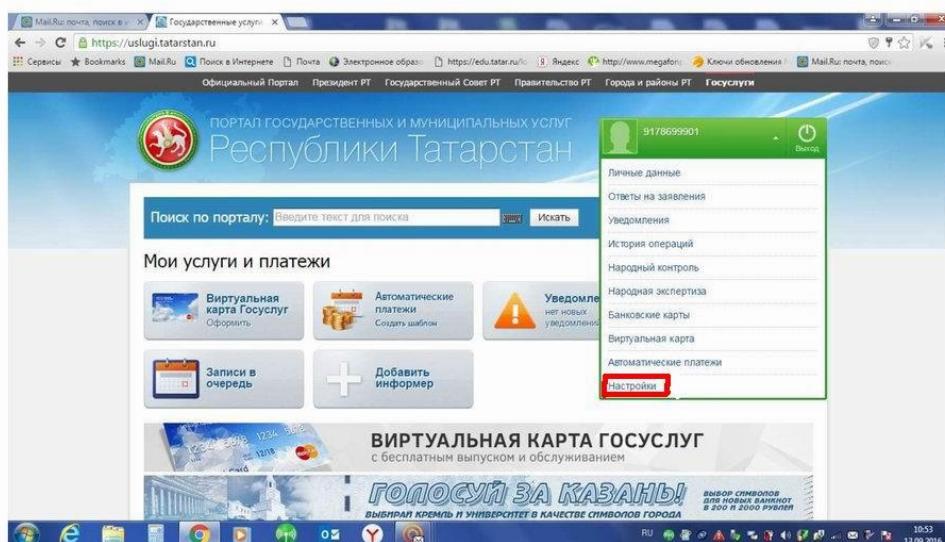 Mail.Ru: почта, поиск в и
Государственные услуги
https://uslugi.tatarstan.ru
Сервисы Bookmarks Mail.Ru Поиск в Интернете Почта Электронное образо https://edu.tatar.ru/lo Яндекс http://www.megafon Ключи обновления Mail.Ru: почта, поис
Официальный Портал Президент РТ Государственный Совет РТ Правительство РТ Города и районы РТ Госуслуги
ПОРТАЛ ГОСУДАРСТВЕННЫХ И МУНИЦИПАЛЬНЫХ УСЛУГ
Республики Татарстан
9178699901
Выход
Личные данные
Ответы на заявления
Уведомления
История операций
Народный контроль
Народная экспертиза
Банковские карты
Виртуальная карта
Автоматические платежи
Настройки
Поиск по порталу: Введите текст для поиска Искать
Мои услуги и платежи
Виртуальная
карта Госуслуг
Оформить
Автоматические
платежи
Создать шаблон
Уведомле
нет новых
уведомлений
Записи в
очередь
Добавить
информер
ВИРТУАЛЬНАЯ КАРТА ГОСУСЛУГ
с бесплатным выпуском и обслуживанием
ГОЛОСУЙ ЗА КАЗАНЬ!
ВЫБИРАЙ КРЕМЛЬ И УНИВЕРСИТЕТ В КАЧЕСТВЕ СИМВОЛОВ ГОРОДА
ВЫБОР СИМВОЛОВ
ДЛЯ НОВЫХ БАНКНОТ
В 200 И 2000 РУБЛЕЙ
RU
10:53
13.09.2016